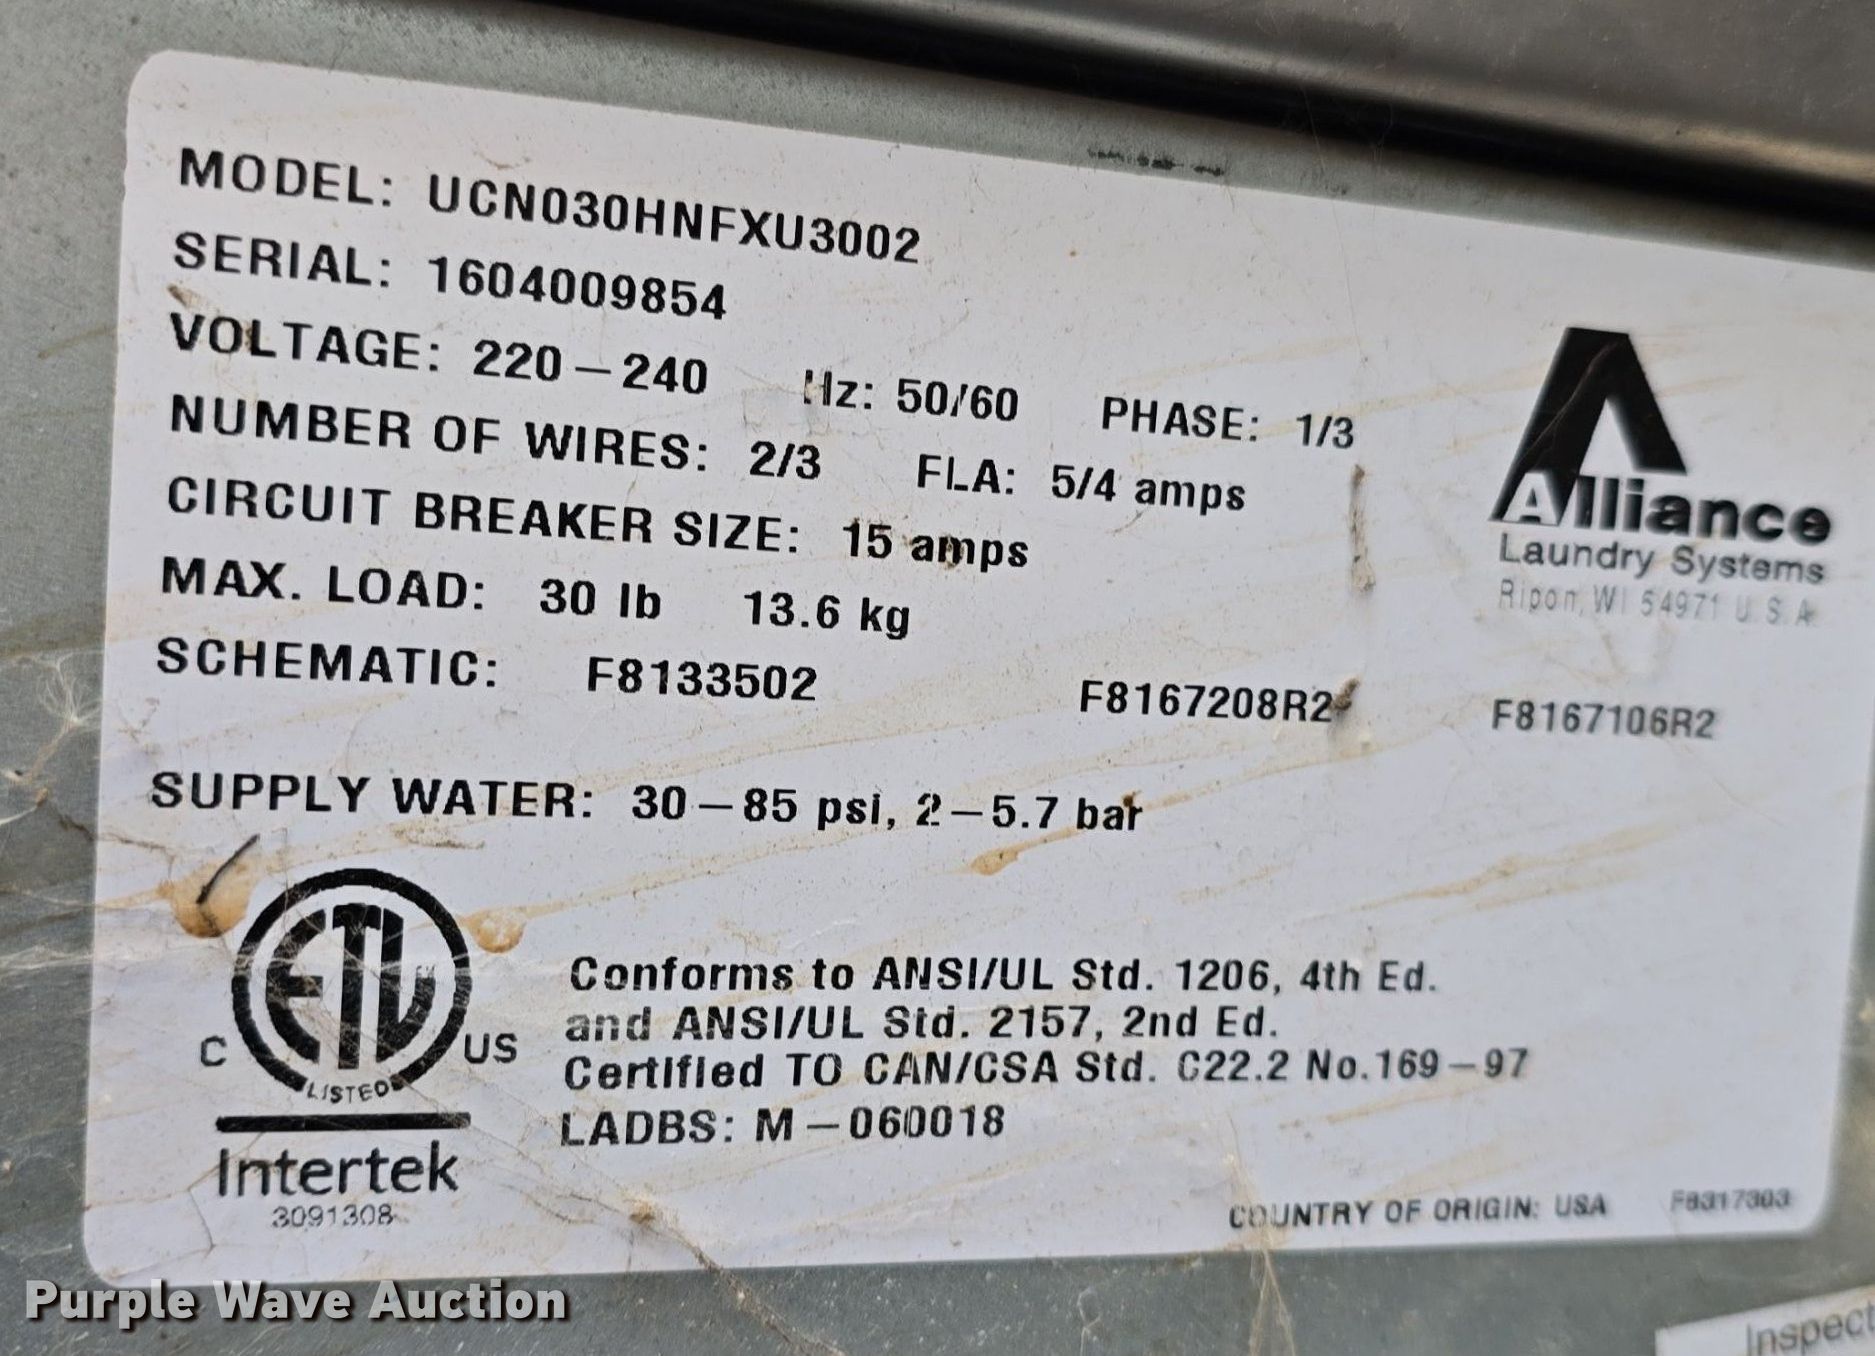 MODEL: UCN030HNFXU3002
SERIAL: 1604009854
VOLTAGE: 220-240 Hz: 50/60 PHASE: 1/3
NUMBER OF WIRES: 2/3 FLA: 5/4 amps
CIRCUIT BREAKER SIZE: 15 amps
MAX. LOAD: 30 lb 13.6 kg
SCHEMATIC: F8133502 F8167208R2 F8167106R2
Alliance
Laundry Systems
Ripon, WI 54971 U.S.A.
SUPPLY WATER: 30-85 psi, 2-5.7 bar
ETL
C US
LISTED
Intertek
3091308
Conforms to ANSI/UL Std. 1206, 4th Ed.
and ANSI/UL Std. 2157, 2nd Ed.
Certified TO CAN/CSA Std. C22.2 No.169-97
LADBS: M-060018
COUNTRY OF ORIGIN: USA F8317303
Purple Wave Auction
Inspect